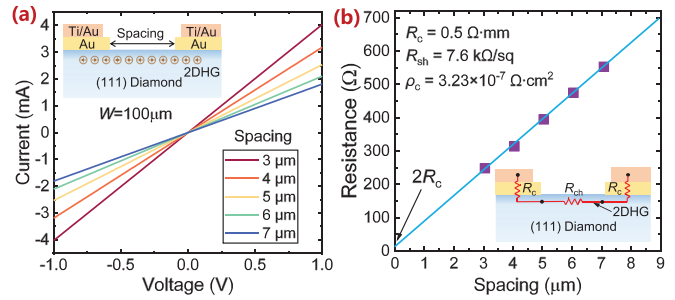 (a)
Ti/Au
Spacing
Ti/Au
Au
Au
2DHG
(111) Diamond
W=100μm
Spacing
3 μm
4 μm
5 μm
6 μm
7 μm
Current (mA)
4
3
2
1
0
-1
-2
-3
-4
-1.0
-0.5
0.0
0.5
1.0
Voltage (V)
(b)
Rc = 0.5 Ω·mm
Rsh = 7.6 kΩ/sq
ρc = 3.23×10⁻⁷ Ω·cm²
2Rc
Rc
Rch
Rc
2DHG
(111) Diamond
Resistance (Ω)
700
600
500
400
300
200
100
0
0
1
2
3
4
5
6
7
8
9
Spacing (μm)